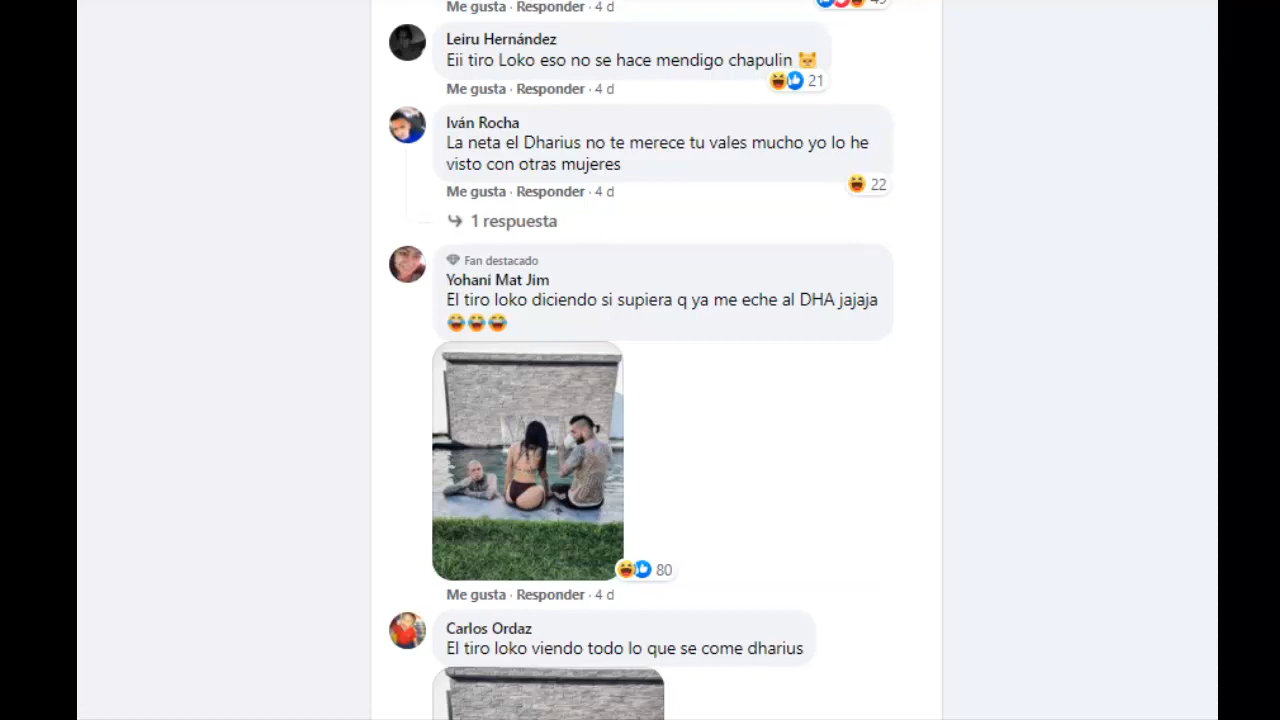 Me gusta · Responder · 4 d
Leiru Hernández
Eii tiro Loko eso no se hace mendigo chapulin
21
Me gusta · Responder · 4 d
Iván Rocha
La neta el Dharius no te merece tu vales mucho yo lo he
visto con otras mujeres
22
Me gusta · Responder · 4 d
1 respuesta
Fan destacado
Yohani Mat Jim
El tiro loko diciendo si supiera q ya me eche al DHA jajaja
😂😂😂
80
Me gusta · Responder · 4 d
Carlos Ordaz
El tiro loko viendo todo lo que se come dharius